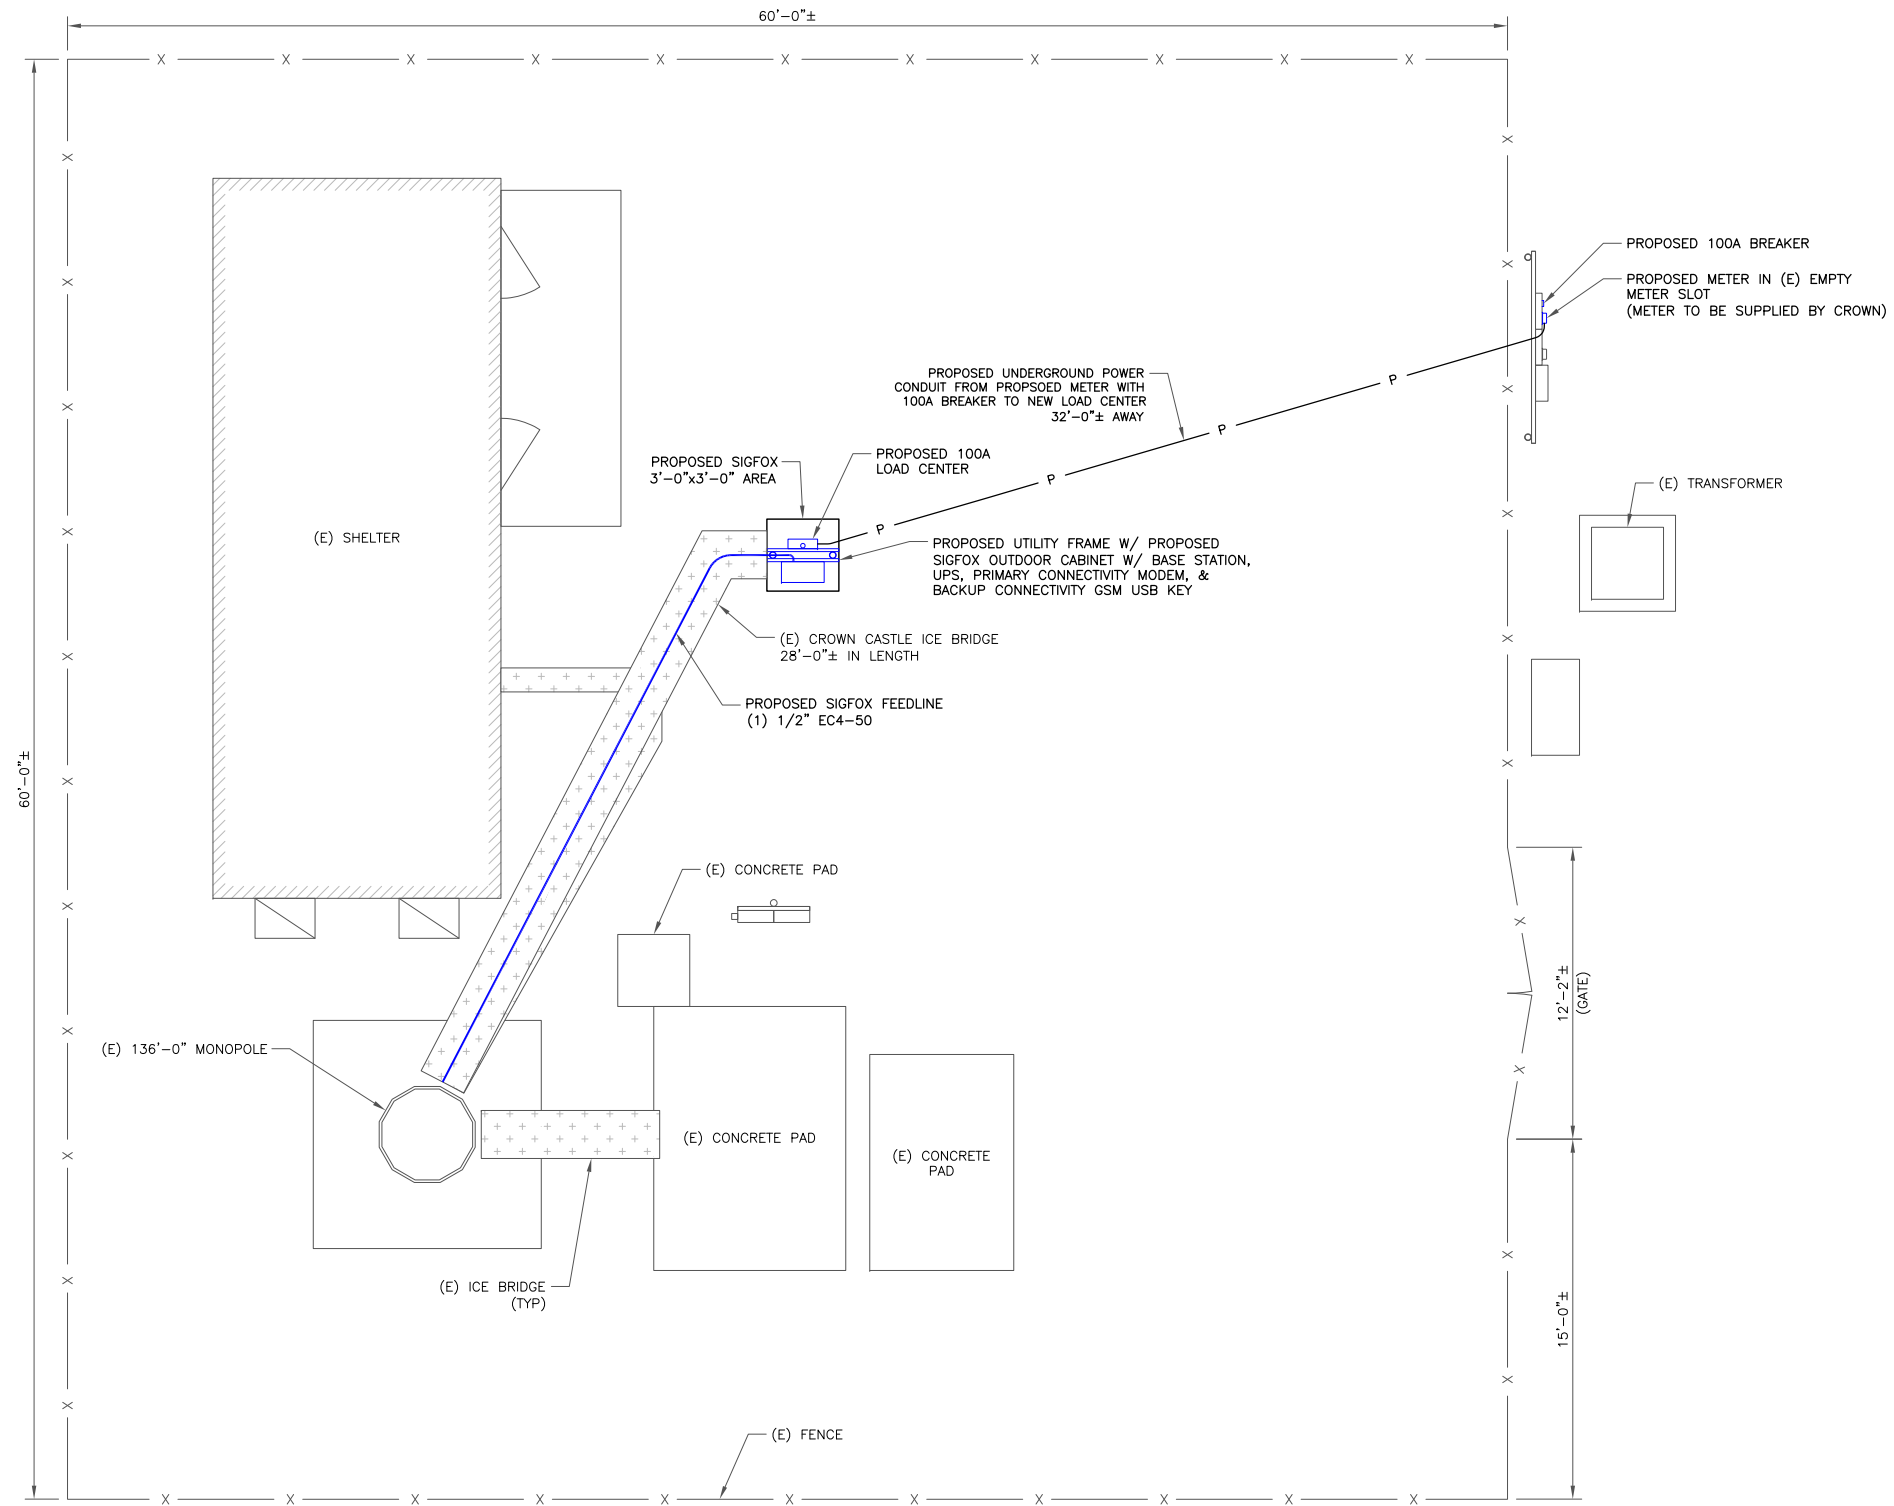 60'-0"±
PROPOSED 100A BREAKER
PROPOSED METER IN (E) EMPTY
METER SLOT
(METER TO BE SUPPLIED BY CROWN)
PROPOSED UNDERGROUND POWER
CONDUIT FROM PROPSOED METER WITH
100A BREAKER TO NEW LOAD CENTER
32'-0"± AWAY
P
P
P
P
PROPOSED SIGFOX
3'-0"x3'-0" AREA
PROPOSED 100A
LOAD CENTER
(E) TRANSFORMER
(E) SHELTER
PROPOSED UTILITY FRAME W/ PROPOSED
SIGFOX OUTDOOR CABINET W/ BASE STATION,
UPS, PRIMARY CONNECTIVITY MODEM, &
BACKUP CONNECTIVITY GSM USB KEY
(E) CROWN CASTLE ICE BRIDGE
28'-0"± IN LENGTH
PROPOSED SIGFOX FEEDLINE
(1) 1/2" EC4-50
60'-0"±
(E) CONCRETE PAD
12'-2"±
(GATE)
(E) 136'-0" MONOPOLE
(E) CONCRETE PAD
(E) CONCRETE
PAD
(E) ICE BRIDGE
(TYP)
15'-0"±
(E) FENCE